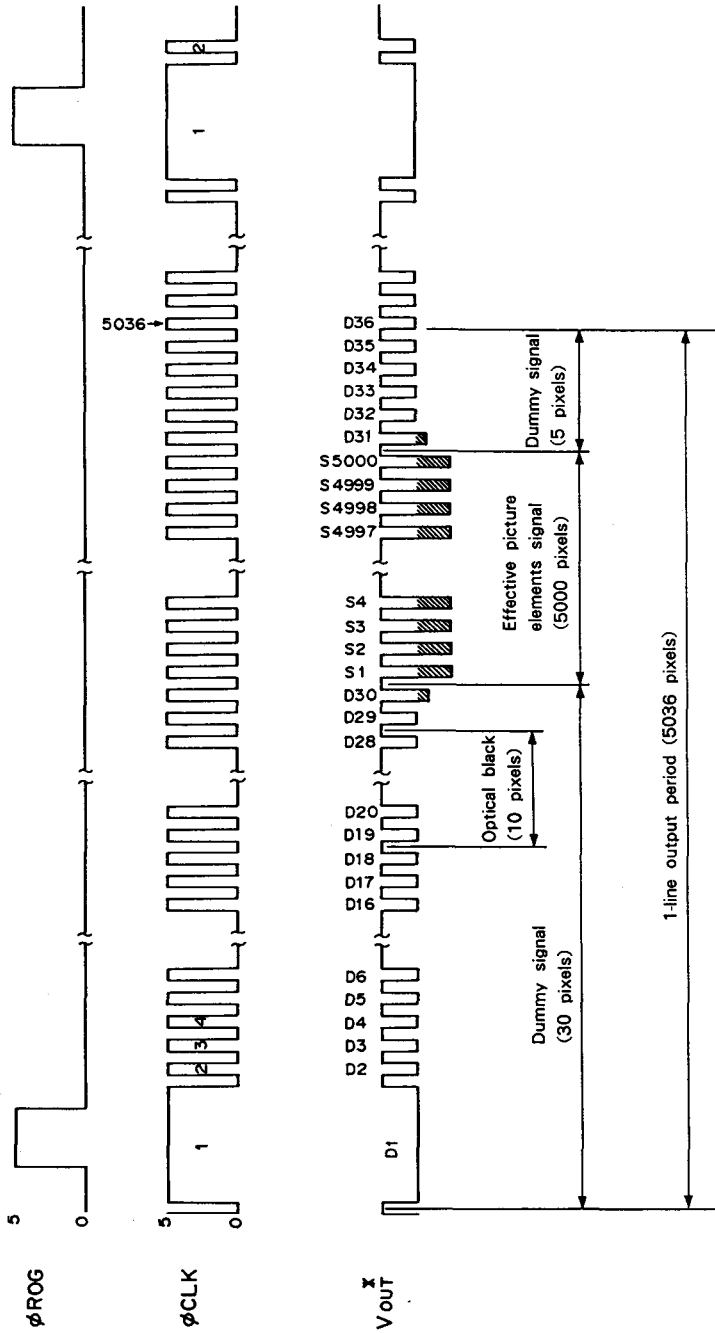 φROG
5
0
φCLK
5
0
1
2
3
4
5036→
1
2
VOUT
*
D1
D2
D3
D4
D5
D6
D16
D17
D18
D19
D20
D28
D29
D30
S1
S2
S3
S4
S4997
S4998
S4999
S5000
D31
D32
D33
D34
D35
D36
Optical black
(10 pixels)
Dummy signal
(30 pixels)
Effective picture
elements signal
(5000 pixels)
Dummy signal
(5 pixels)
1-line output period (5036 pixels)